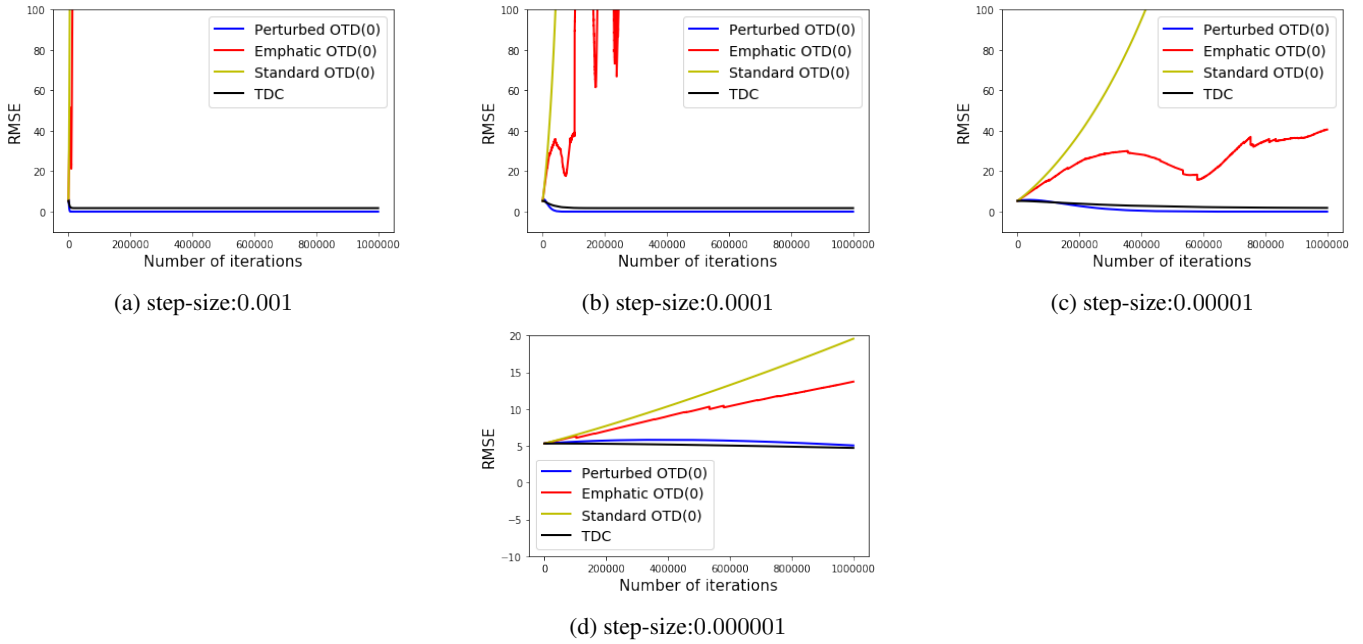 100
80
60
40
20
0
RMSE
Perturbed OTD(0)
Emphatic OTD(0)
Standard OTD(0)
TDC
0 200000 400000 600000 800000 1000000
Number of iterations
(a) step-size:0.001
100
80
60
40
20
0
RMSE
Perturbed OTD(0)
Emphatic OTD(0)
Standard OTD(0)
TDC
0 200000 400000 600000 800000 1000000
Number of iterations
(b) step-size:0.0001
100
80
60
40
20
0
RMSE
Perturbed OTD(0)
Emphatic OTD(0)
Standard OTD(0)
TDC
0 200000 400000 600000 800000 1000000
Number of iterations
(c) step-size:0.00001
20
15
10
5
0
−5
−10
RMSE
Perturbed OTD(0)
Emphatic OTD(0)
Standard OTD(0)
TDC
0 200000 400000 600000 800000 1000000
Number of iterations
(d) step-size:0.000001